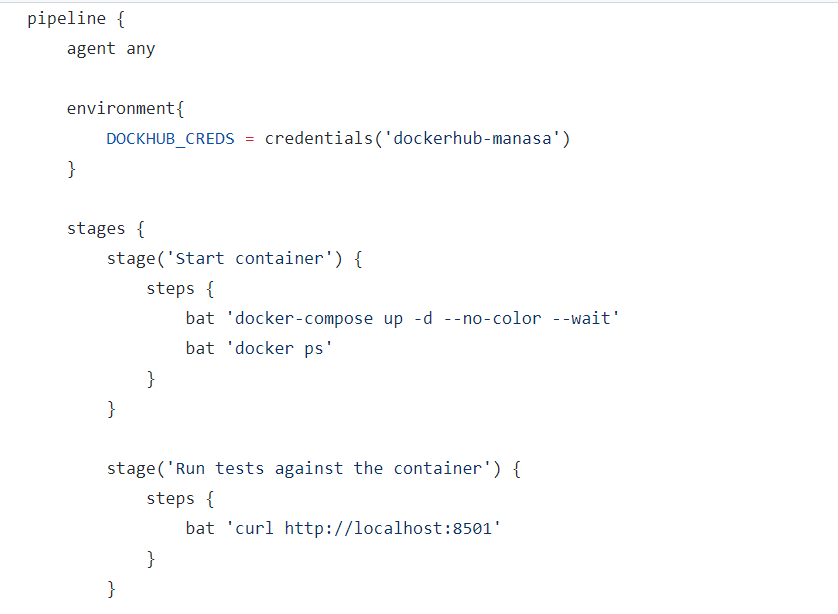 pipeline {
    agent any

    environment{
        DOCKHUB_CREDS = credentials('dockerhub-manasa')
    }

    stages {
        stage('Start container') {
            steps {
                bat 'docker-compose up -d --no-color --wait'
                bat 'docker ps'
            }
        }

        stage('Run tests against the container') {
            steps {
                bat 'curl http://localhost:8501'
            }
        }